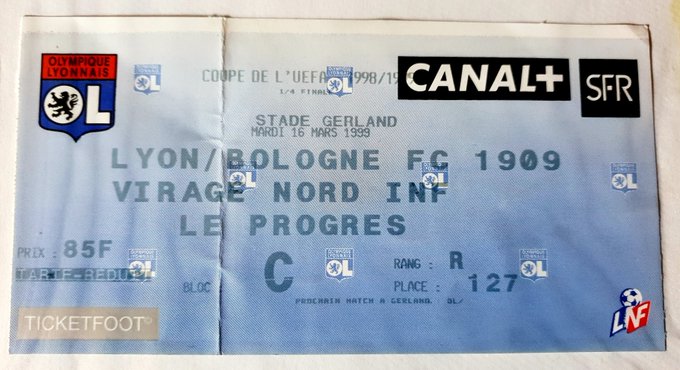 OLYMPIQUE
LYONNAIS
OL
COUPE DE L'UEFA 1998/1999
1/4 FINALE
CANAL+
SFR
STADE GERLAND
MARDI 16 MARS 1999
LYON/BOLOGNE FC 1909
VIRAGE NORD INF
LE PROGRES
PRIX : 85F
TARIF-REDUIT
BLOC C
RANG : R
PLACE : 127
PROCHAIN MATCH A GERLAND. OL/
TICKETFOOT
LNF